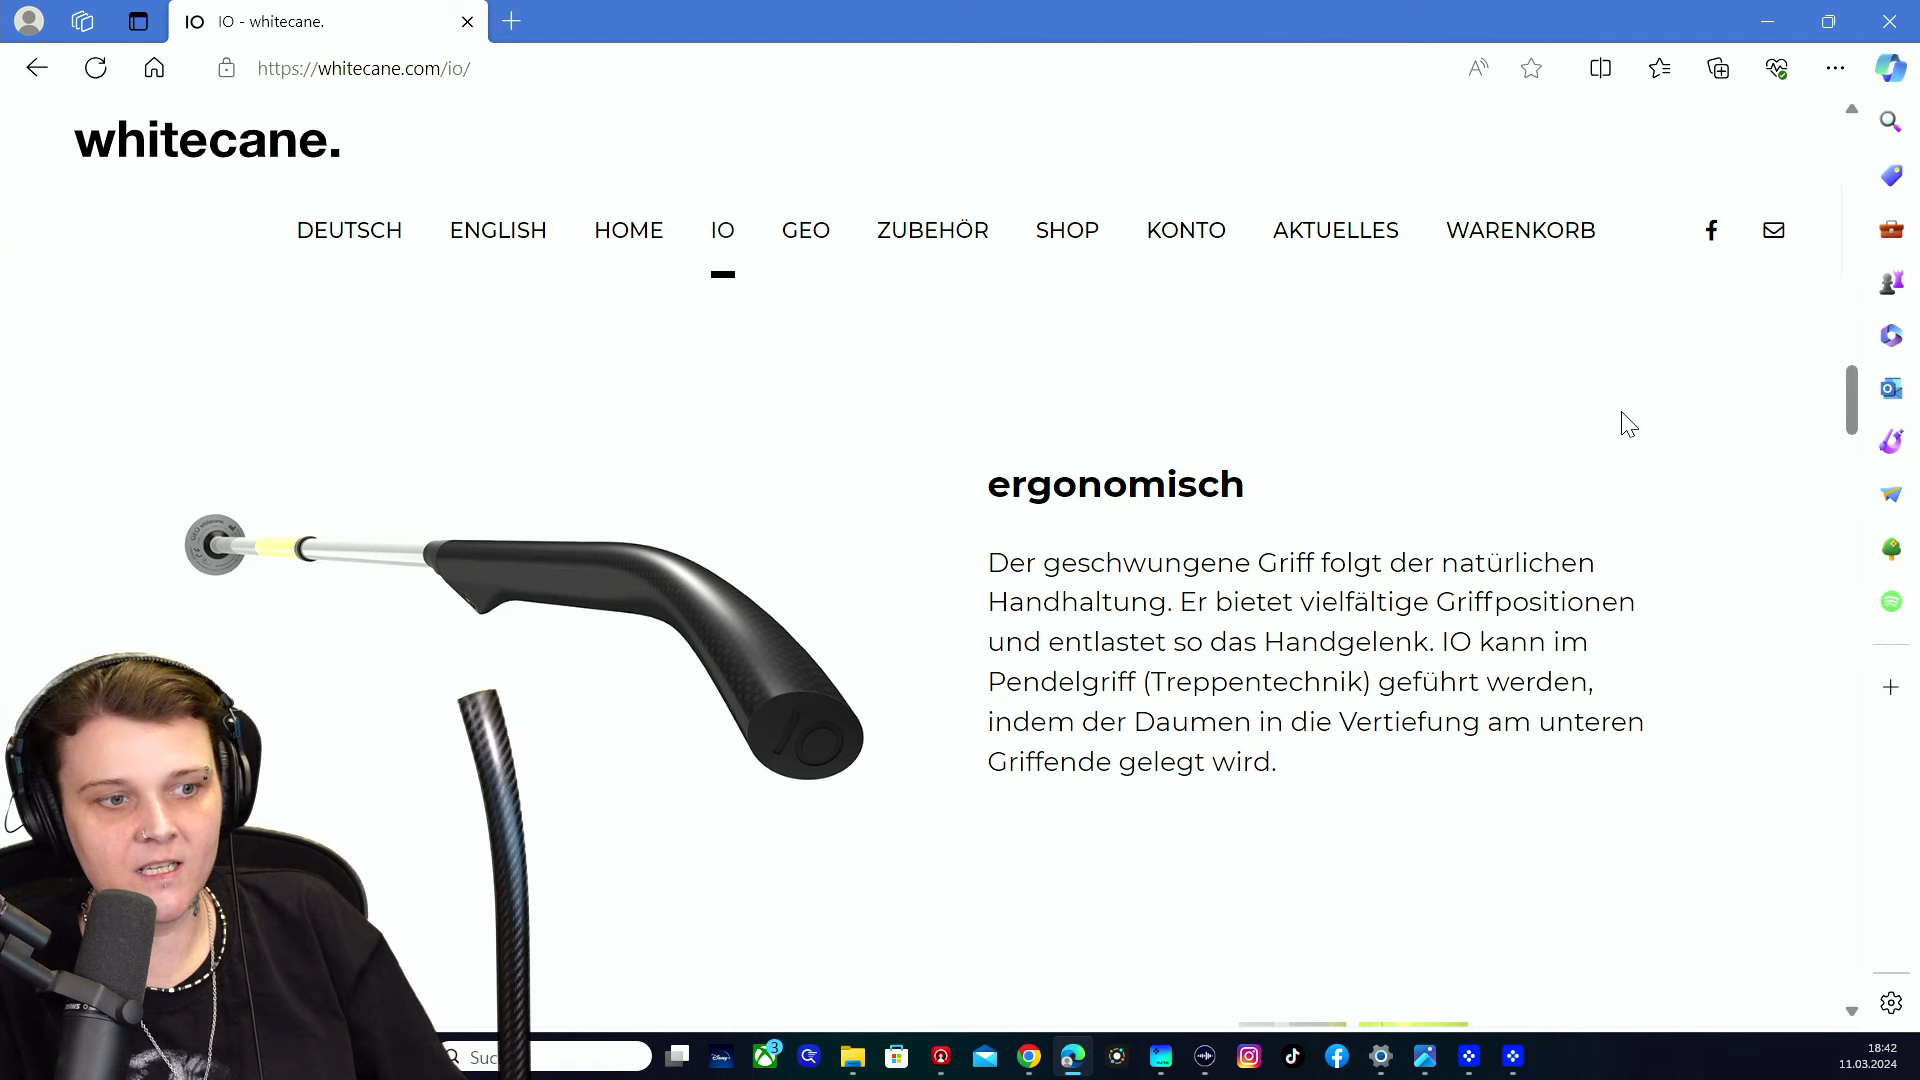 IO IO - whitecane.
https://whitecane.com/io/
whitecane.
DEUTSCH ENGLISH HOME IO GEO ZUBEHÖR SHOP KONTO AKTUELLES WARENKORB
ergonomisch
Der geschwungene Griff folgt der natürlichen
Handhaltung. Er bietet vielfältige Griffpositionen
und entlastet so das Handgelenk. IO kann im
Pendelgriff (Treppentechnik) geführt werden,
indem der Daumen in die Vertiefung am unteren
Griffende gelegt wird.
IO
Suc
3
18:42
11.03.2024